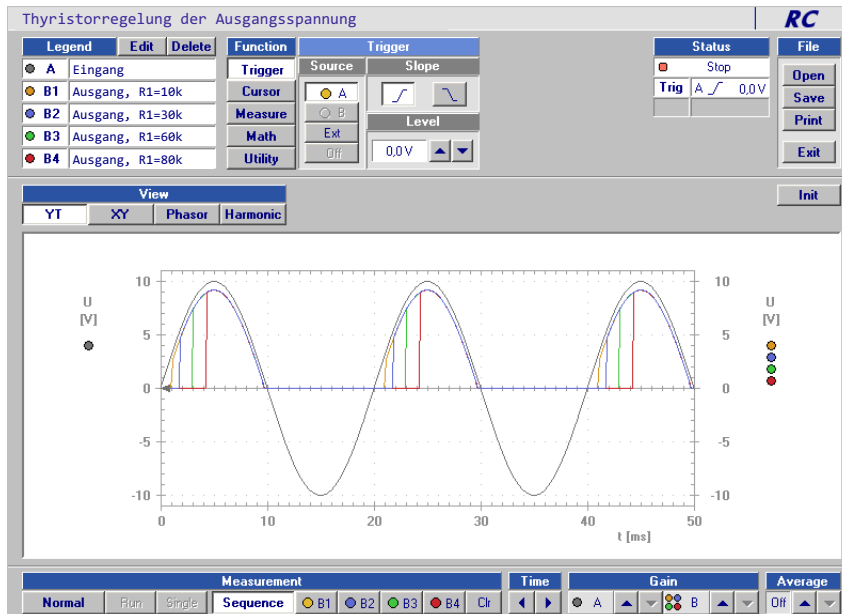 Thyristorregelung der Ausgangsspannung RC
Legend Edit Delete
A Eingang
B1 Ausgang, R1=10k
B2 Ausgang, R1=30k
B3 Ausgang, R1=60k
B4 Ausgang, R1=80k
Function
Trigger
Cursor
Measure
Math
Utility
Trigger
Source
A
B
Ext
Off
Slope
Level
0,0 V
Status
Stop
Trig A 0,0 V
File
Open
Save
Print
Exit
View
YT XY Phasor Harmonic
Init
U
[V]
10
5
0
-5
-10
10
5
0
-5
-10
U
[V]
0 10 20 30 40 50
t [ms]
Measurement
Normal Run Single Sequence B1 B2 B3 B4 Clr
Time
Gain
A B
Average
Off